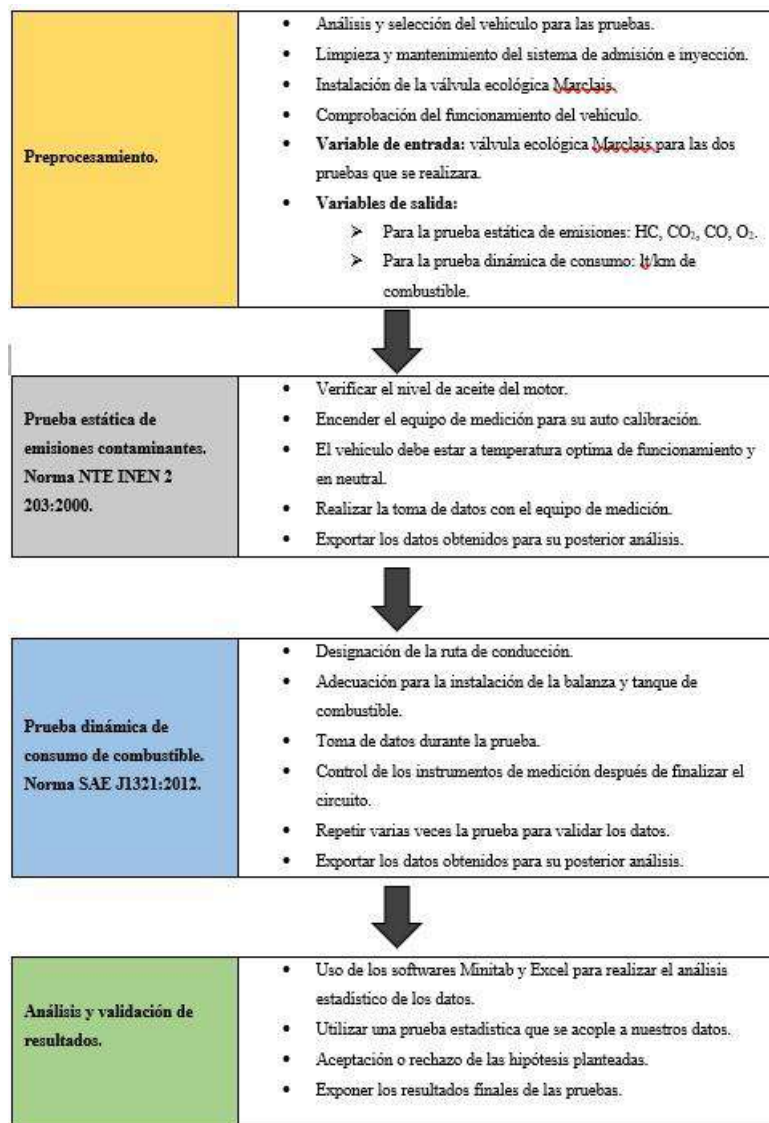 Preprocesamiento.
• Análisis y selección del vehículo para las pruebas.
• Limpieza y mantenimiento del sistema de admisión e inyección.
• Instalación de la válvula ecológica Marclais.
• Comprobación del funcionamiento del vehículo.
• Variable de entrada: válvula ecológica Marclais para las dos
pruebas que se realizara.
• Variables de salida:
➢ Para la prueba estática de emisiones: HC, CO₂, CO, O₂.
➢ Para la prueba dinámica de consumo: lt/km de
combustible.
Prueba estática de
emisiones contaminantes.
Norma NTE INEN 2
203:2000.
• Verificar el nivel de aceite del motor.
• Encender el equipo de medición para su auto calibración.
• El vehículo debe estar a temperatura optima de funcionamiento y
en neutral.
• Realizar la toma de datos con el equipo de medición.
• Exportar los datos obtenidos para su posterior análisis.
Prueba dinámica de
consumo de combustible.
Norma SAE J1321:2012.
• Designación de la ruta de conducción.
• Adecuación para la instalación de la balanza y tanque de
combustible.
• Toma de datos durante la prueba.
• Control de los instrumentos de medición después de finalizar el
circuito.
• Repetir varias veces la prueba para validar los datos.
• Exportar los datos obtenidos para su posterior análisis.
Análisis y validación de
resultados.
• Uso de los softwares Minitab y Excel para realizar el análisis
estadístico de los datos.
• Utilizar una prueba estadística que se acople a nuestros datos.
• Aceptación o rechazo de las hipótesis planteadas.
• Exponer los resultados finales de las pruebas.